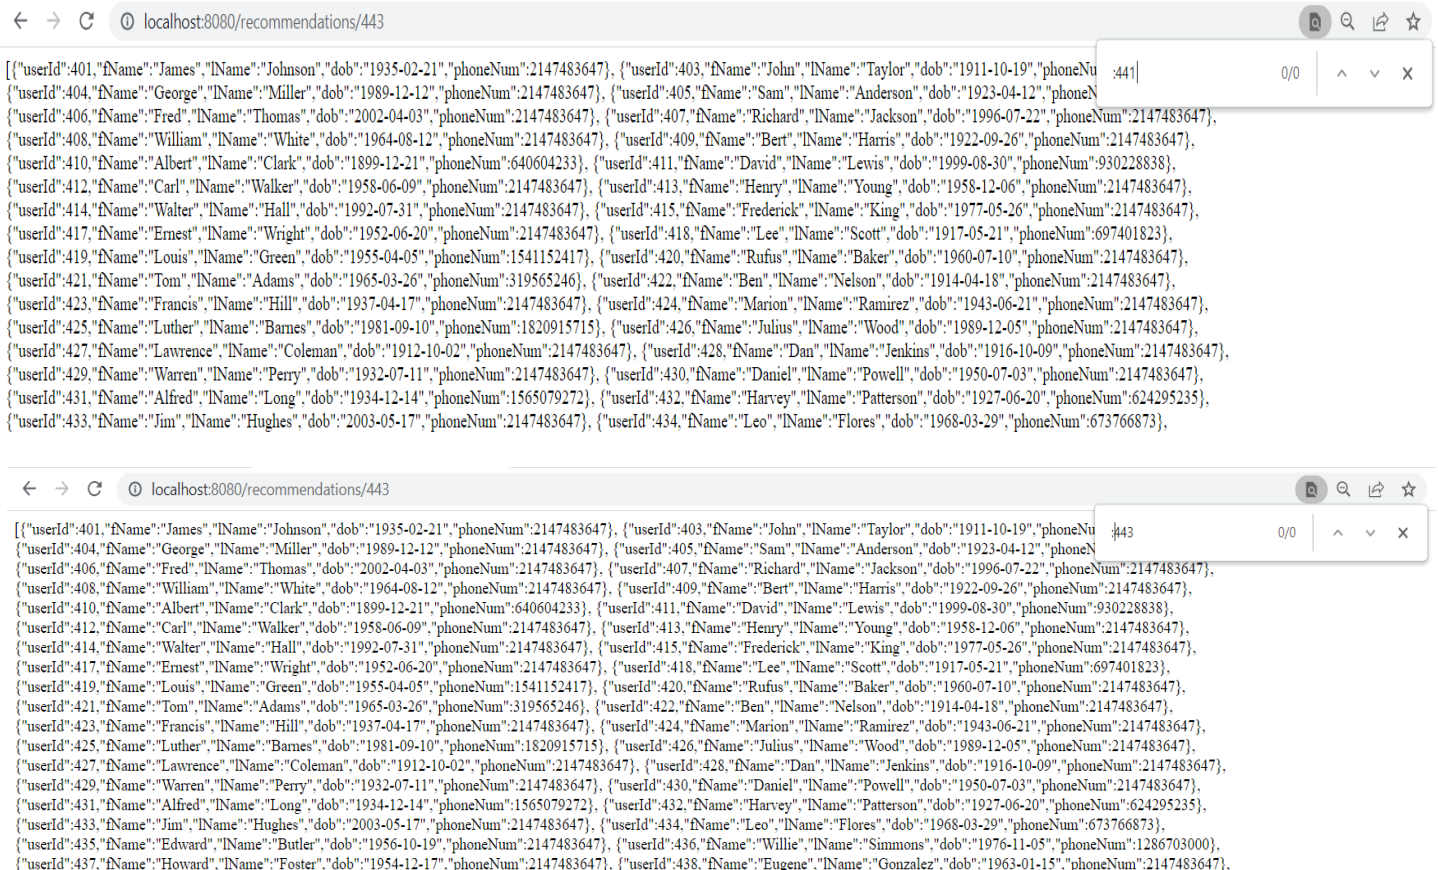 localhost:8080/recommendations/443
:441 0/0
[{"userId":401,"fName":"James","lName":"Johnson","dob":"1935-02-21","phoneNum":2147483647}, {"userId":403,"fName":"John","lName":"Taylor","dob":"1911-10-19","phoneNu
{"userId":404,"fName":"George","lName":"Miller","dob":"1989-12-12","phoneNum":2147483647}, {"userId":405,"fName":"Sam","lName":"Anderson","dob":"1923-04-12","phoneN
{"userId":406,"fName":"Fred","lName":"Thomas","dob":"2002-04-03","phoneNum":2147483647}, {"userId":407,"fName":"Richard","lName":"Jackson","dob":"1996-07-22","phoneNum":2147483647},
{"userId":408,"fName":"William","lName":"White","dob":"1964-08-12","phoneNum":2147483647}, {"userId":409,"fName":"Bert","lName":"Harris","dob":"1922-09-26","phoneNum":2147483647},
{"userId":410,"fName":"Albert","lName":"Clark","dob":"1899-12-21","phoneNum":640604233}, {"userId":411,"fName":"David","lName":"Lewis","dob":"1999-08-30","phoneNum":930228838},
{"userId":412,"fName":"Carl","lName":"Walker","dob":"1958-06-09","phoneNum":2147483647}, {"userId":413,"fName":"Henry","lName":"Young","dob":"1958-12-06","phoneNum":2147483647},
{"userId":414,"fName":"Walter","lName":"Hall","dob":"1992-07-31","phoneNum":2147483647}, {"userId":415,"fName":"Frederick","lName":"King","dob":"1977-05-26","phoneNum":2147483647},
{"userId":417,"fName":"Ernest","lName":"Wright","dob":"1952-06-20","phoneNum":2147483647}, {"userId":418,"fName":"Lee","lName":"Scott","dob":"1917-05-21","phoneNum":697401823},
{"userId":419,"fName":"Louis","lName":"Green","dob":"1955-04-05","phoneNum":1541152417}, {"userId":420,"fName":"Rufus","lName":"Baker","dob":"1960-07-10","phoneNum":2147483647},
{"userId":421,"fName":"Tom","lName":"Adams","dob":"1965-03-26","phoneNum":319565246}, {"userId":422,"fName":"Ben","lName":"Nelson","dob":"1914-04-18","phoneNum":2147483647},
{"userId":423,"fName":"Francis","lName":"Hill","dob":"1937-04-17","phoneNum":2147483647}, {"userId":424,"fName":"Marion","lName":"Ramirez","dob":"1943-06-21","phoneNum":2147483647},
{"userId":425,"fName":"Luther","lName":"Barnes","dob":"1981-09-10","phoneNum":1820915715}, {"userId":426,"fName":"Julius","lName":"Wood","dob":"1989-12-05","phoneNum":2147483647},
{"userId":427,"fName":"Lawrence","lName":"Coleman","dob":"1912-10-02","phoneNum":2147483647}, {"userId":428,"fName":"Dan","lName":"Jenkins","dob":"1916-10-09","phoneNum":2147483647},
{"userId":429,"fName":"Warren","lName":"Perry","dob":"1932-07-11","phoneNum":2147483647}, {"userId":430,"fName":"Daniel","lName":"Powell","dob":"1950-07-03","phoneNum":2147483647},
{"userId":431,"fName":"Alfred","lName":"Long","dob":"1934-12-14","phoneNum":1565079272}, {"userId":432,"fName":"Harvey","lName":"Patterson","dob":"1927-06-20","phoneNum":624295235},
{"userId":433,"fName":"Jim","lName":"Hughes","dob":"2003-05-17","phoneNum":2147483647}, {"userId":434,"fName":"Leo","lName":"Flores","dob":"1968-03-29","phoneNum":673766873},
localhost:8080/recommendations/443
:443 0/0
[{"userId":401,"fName":"James","lName":"Johnson","dob":"1935-02-21","phoneNum":2147483647}, {"userId":403,"fName":"John","lName":"Taylor","dob":"1911-10-19","phoneNu
{"userId":404,"fName":"George","lName":"Miller","dob":"1989-12-12","phoneNum":2147483647}, {"userId":405,"fName":"Sam","lName":"Anderson","dob":"1923-04-12","phoneN
{"userId":406,"fName":"Fred","lName":"Thomas","dob":"2002-04-03","phoneNum":2147483647}, {"userId":407,"fName":"Richard","lName":"Jackson","dob":"1996-07-22","phoneNum":2147483647},
{"userId":408,"fName":"William","lName":"White","dob":"1964-08-12","phoneNum":2147483647}, {"userId":409,"fName":"Bert","lName":"Harris","dob":"1922-09-26","phoneNum":2147483647},
{"userId":410,"fName":"Albert","lName":"Clark","dob":"1899-12-21","phoneNum":640604233}, {"userId":411,"fName":"David","lName":"Lewis","dob":"1999-08-30","phoneNum":930228838},
{"userId":412,"fName":"Carl","lName":"Walker","dob":"1958-06-09","phoneNum":2147483647}, {"userId":413,"fName":"Henry","lName":"Young","dob":"1958-12-06","phoneNum":2147483647},
{"userId":414,"fName":"Walter","lName":"Hall","dob":"1992-07-31","phoneNum":2147483647}, {"userId":415,"fName":"Frederick","lName":"King","dob":"1977-05-26","phoneNum":2147483647},
{"userId":417,"fName":"Ernest","lName":"Wright","dob":"1952-06-20","phoneNum":2147483647}, {"userId":418,"fName":"Lee","lName":"Scott","dob":"1917-05-21","phoneNum":697401823},
{"userId":419,"fName":"Louis","lName":"Green","dob":"1955-04-05","phoneNum":1541152417}, {"userId":420,"fName":"Rufus","lName":"Baker","dob":"1960-07-10","phoneNum":2147483647},
{"userId":421,"fName":"Tom","lName":"Adams","dob":"1965-03-26","phoneNum":319565246}, {"userId":422,"fName":"Ben","lName":"Nelson","dob":"1914-04-18","phoneNum":2147483647},
{"userId":423,"fName":"Francis","lName":"Hill","dob":"1937-04-17","phoneNum":2147483647}, {"userId":424,"fName":"Marion","lName":"Ramirez","dob":"1943-06-21","phoneNum":2147483647},
{"userId":425,"fName":"Luther","lName":"Barnes","dob":"1981-09-10","phoneNum":1820915715}, {"userId":426,"fName":"Julius","lName":"Wood","dob":"1989-12-05","phoneNum":2147483647},
{"userId":427,"fName":"Lawrence","lName":"Coleman","dob":"1912-10-02","phoneNum":2147483647}, {"userId":428,"fName":"Dan","lName":"Jenkins","dob":"1916-10-09","phoneNum":2147483647},
{"userId":429,"fName":"Warren","lName":"Perry","dob":"1932-07-11","phoneNum":2147483647}, {"userId":430,"fName":"Daniel","lName":"Powell","dob":"1950-07-03","phoneNum":2147483647},
{"userId":431,"fName":"Alfred","lName":"Long","dob":"1934-12-14","phoneNum":1565079272}, {"userId":432,"fName":"Harvey","lName":"Patterson","dob":"1927-06-20","phoneNum":624295235},
{"userId":433,"fName":"Jim","lName":"Hughes","dob":"2003-05-17","phoneNum":2147483647}, {"userId":434,"fName":"Leo","lName":"Flores","dob":"1968-03-29","phoneNum":673766873},
{"userId":435,"fName":"Edward","lName":"Butler","dob":"1956-10-19","phoneNum":2147483647}, {"userId":436,"fName":"Willie","lName":"Simmons","dob":"1976-11-05","phoneNum":1286703000},
{"userId":437,"fName":"Howard","lName":"Foster","dob":"1954-12-17","phoneNum":2147483647}, {"userId":438,"fName":"Eugene","lName":"Gonzalez","dob":"1963-01-15","phoneNum":2147483647},